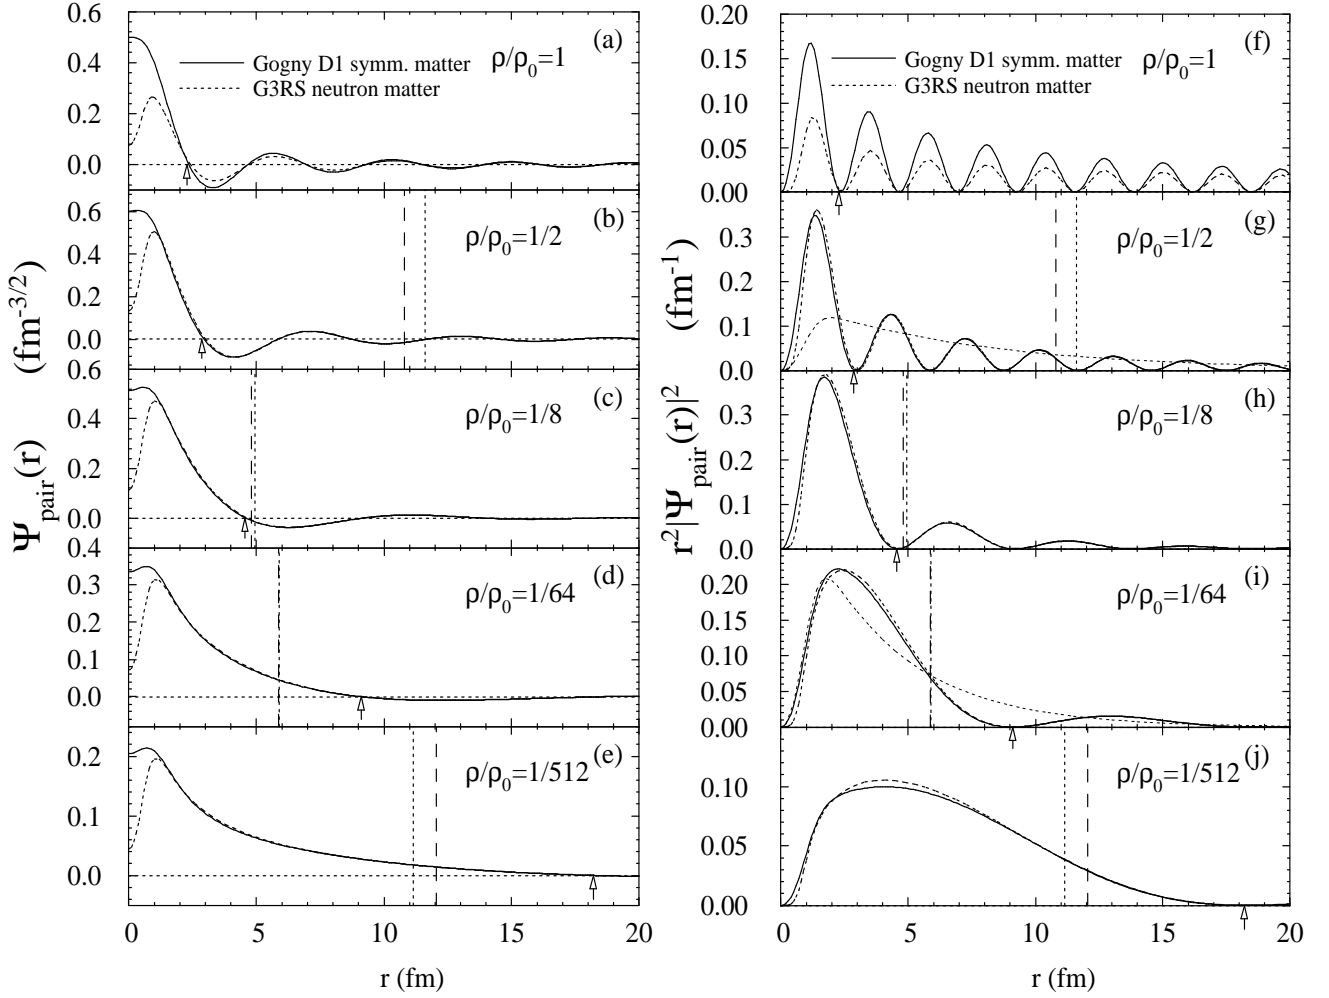 Ψpair(r) (fm-3/2)
0.6
0.4
0.2
0.0
(a)
Gogny D1 symm. matter
G3RS neutron matter
ρ/ρ0=1
0.6
0.4
0.2
0.0
(b)
ρ/ρ0=1/2
0.6
0.4
0.2
0.0
(c)
ρ/ρ0=1/8
0.4
0.3
0.2
0.1
0.0
(d)
ρ/ρ0=1/64
0.2
0.1
0.0
(e)
ρ/ρ0=1/512
0 5 10 15 20
r (fm)
r2|Ψpair(r)|2 (fm-1)
0.20
0.15
0.10
0.05
0.00
(f)
Gogny D1 symm. matter
G3RS neutron matter
ρ/ρ0=1
0.3
0.2
0.1
0.0
(g)
ρ/ρ0=1/2
0.3
0.2
0.1
0.0
(h)
ρ/ρ0=1/8
0.20
0.15
0.10
0.05
0.00
(i)
ρ/ρ0=1/64
0.10
0.05
0.00
(j)
ρ/ρ0=1/512
0 5 10 15 20
r (fm)